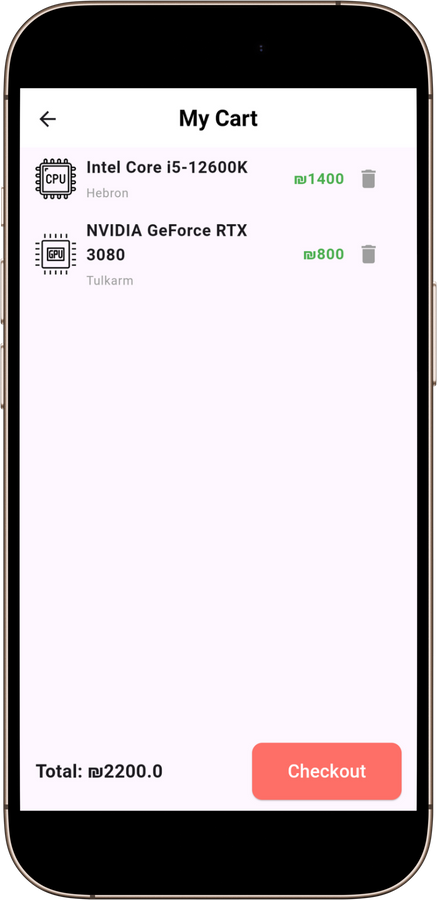 My Cart
CPU
Intel Core i5-12600K
Hebron
₪1400
GPU
NVIDIA GeForce RTX
3080
Tulkarm
₪800
Total: ₪2200.0
Checkout